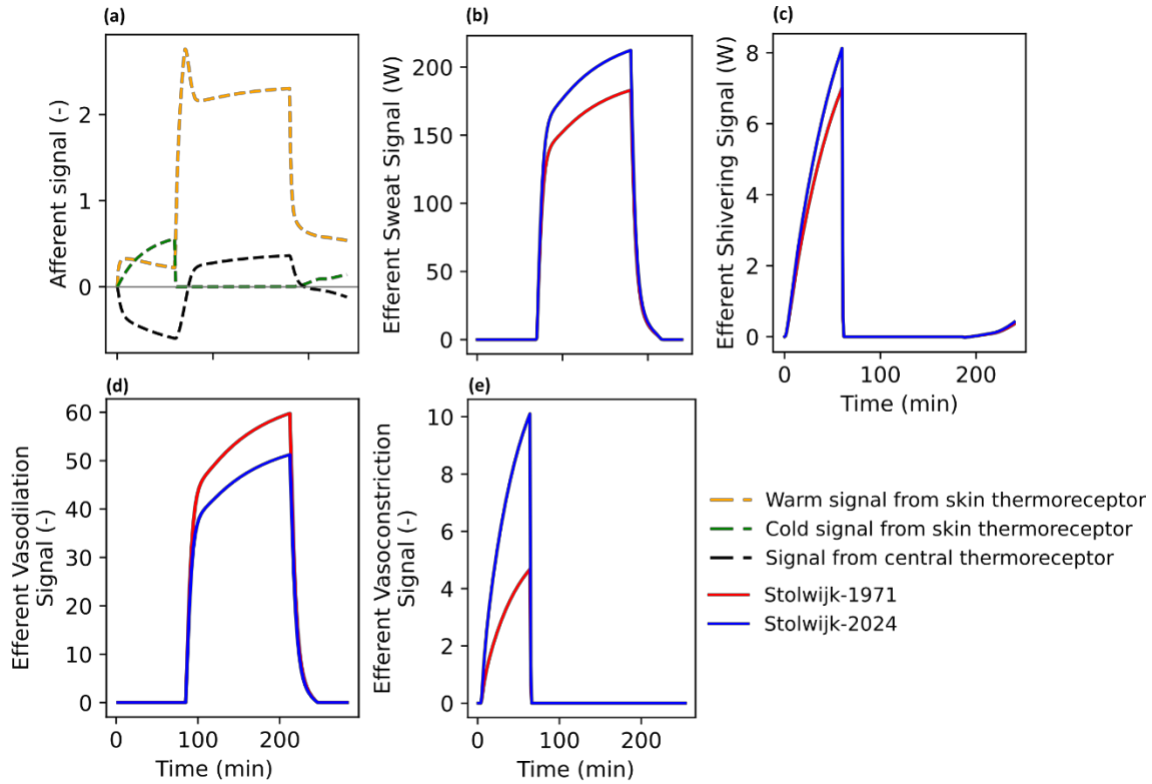 (a)
Afferent signal (-)
2
1
0
(b)
Efferent Sweat Signal (W)
200
150
100
50
0
(c)
Efferent Shivering Signal (W)
8
6
4
2
0
0 100 200
Time (min)
(d)
Efferent Vasodilation
Signal (-)
60
50
40
30
20
10
0
0 100 200
Time (min)
(e)
Efferent Vasoconstriction
Signal (-)
10
8
6
4
2
0
0 100 200
Time (min)
Warm signal from skin thermoreceptor
Cold signal from skin thermoreceptor
Signal from central thermoreceptor
Stolwijk-1971
Stolwijk-2024